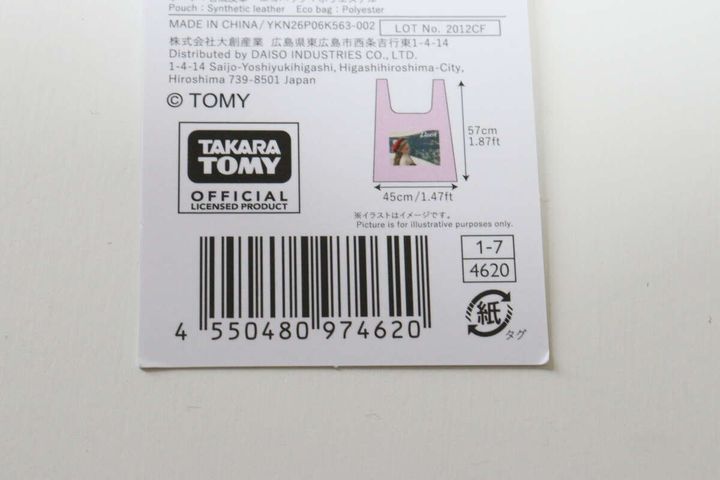 Pouch : Synthetic leather Eco bag : Polyester
MADE IN CHINA/YKN26P06K563-002 LOT No. 2012CF
株式会社大創産業 広島県東広島市西条吉行東1-4-14
Distributed by DAISO INDUSTRIES CO., LTD.
1-4-14 Saijo-Yoshiyukihigashi, Higashihiroshima-City,
Hiroshima 739-8501 Japan
© TOMY
TAKARA
TOMY
OFFICIAL
LICENSED PRODUCT
Licca
57cm
1.87ft
45cm/1.47ft
※イラストはイメージです。
Picture is for illustrative purposes only.
1-7
4620
紙
タグ
4 550480 974620